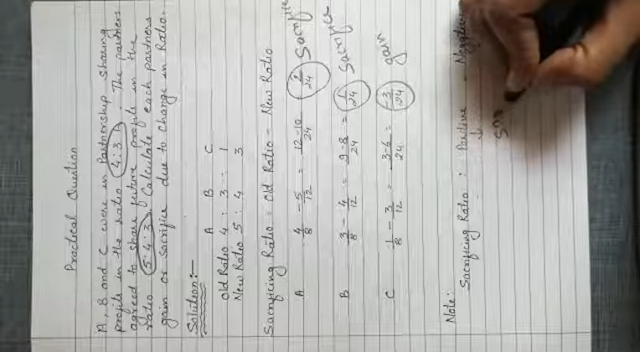 Practical Question
A, B and C were in Partnership sharing
profits in the ratio 4:3:1. The partners
agreed to share future profits in the
ratio 5:4:3. Calculate each partners
gain or sacrifice due to change in Ratio.
Solution:-
A B C
Old Ratio 4 : 3 : 1
New Ratio 5 : 4 : 3
Sacrificing Ratio = Old Ratio - New Ratio
A 4/8 - 5/12 = 12-10/24 = 2/24 Sacrifice
B 3/8 - 4/12 = 9-8/24 = 1/24 Sacrifice
C 1/8 - 3/12 = 3-6/24 = -3/24 gain
Note:
Sacrificing Ratio : Positive - Negative